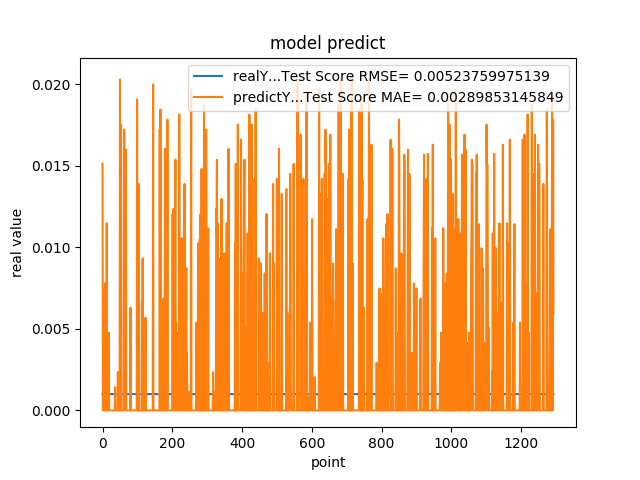 model predict
realY...Test Score RMSE= 0.00523759975139
predictY...Test Score MAE= 0.00289853145849
0.020
0.015
0.010
0.005
0.000
real value
0 200 400 600 800 1000 1200
point